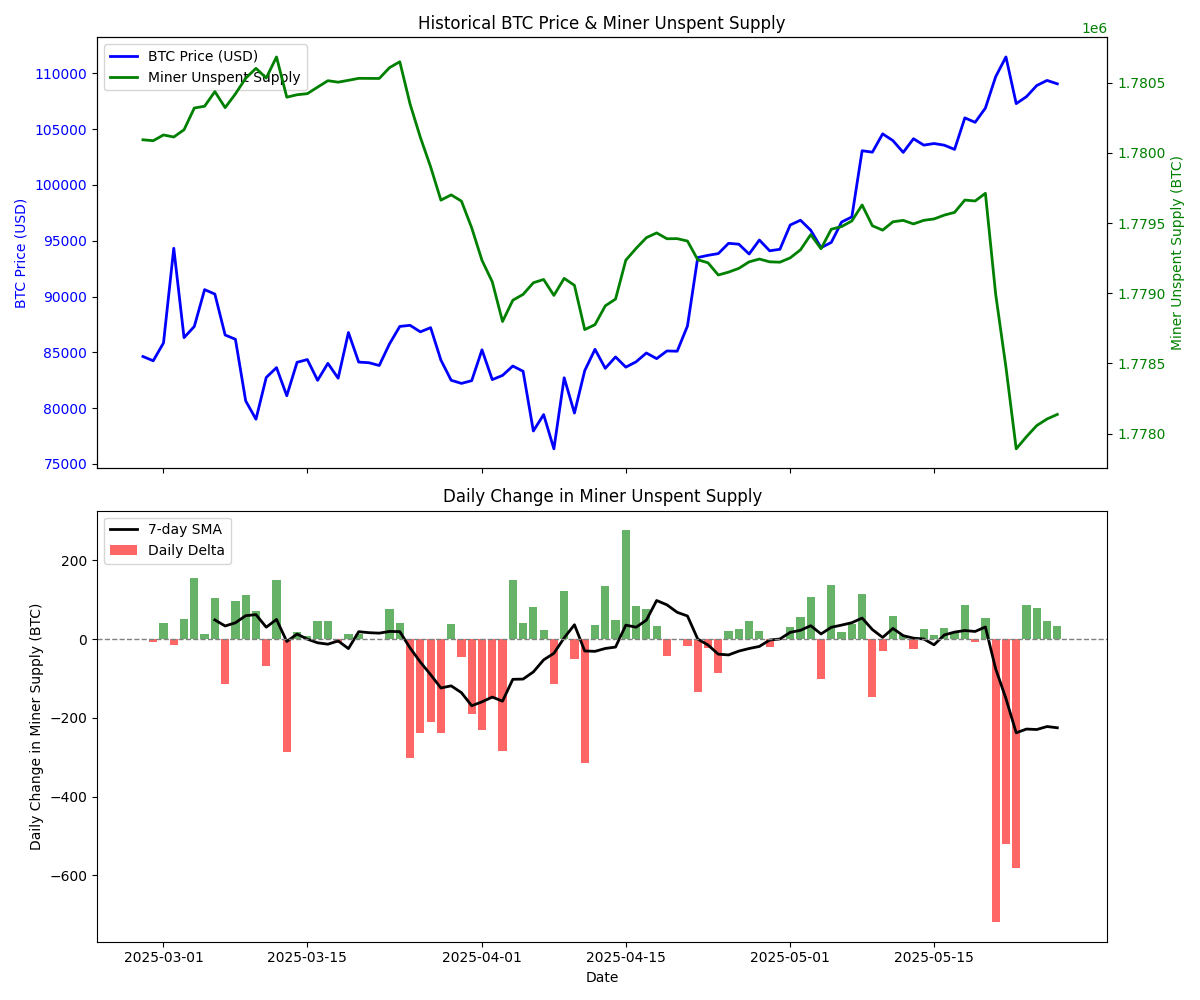 Historical BTC Price & Miner Unspent Supply
1e6
BTC Price (USD)
Miner Unspent Supply
110000
105000
100000
95000
90000
85000
80000
75000
BTC Price (USD)
1.7805
1.7800
1.7795
1.7790
1.7785
1.7780
Miner Unspent Supply (BTC)
Daily Change in Miner Unspent Supply
7-day SMA
Daily Delta
200
0
−200
−400
−600
Daily Change in Miner Supply (BTC)
2025-03-01
2025-03-15
2025-04-01
2025-04-15
2025-05-01
2025-05-15
Date